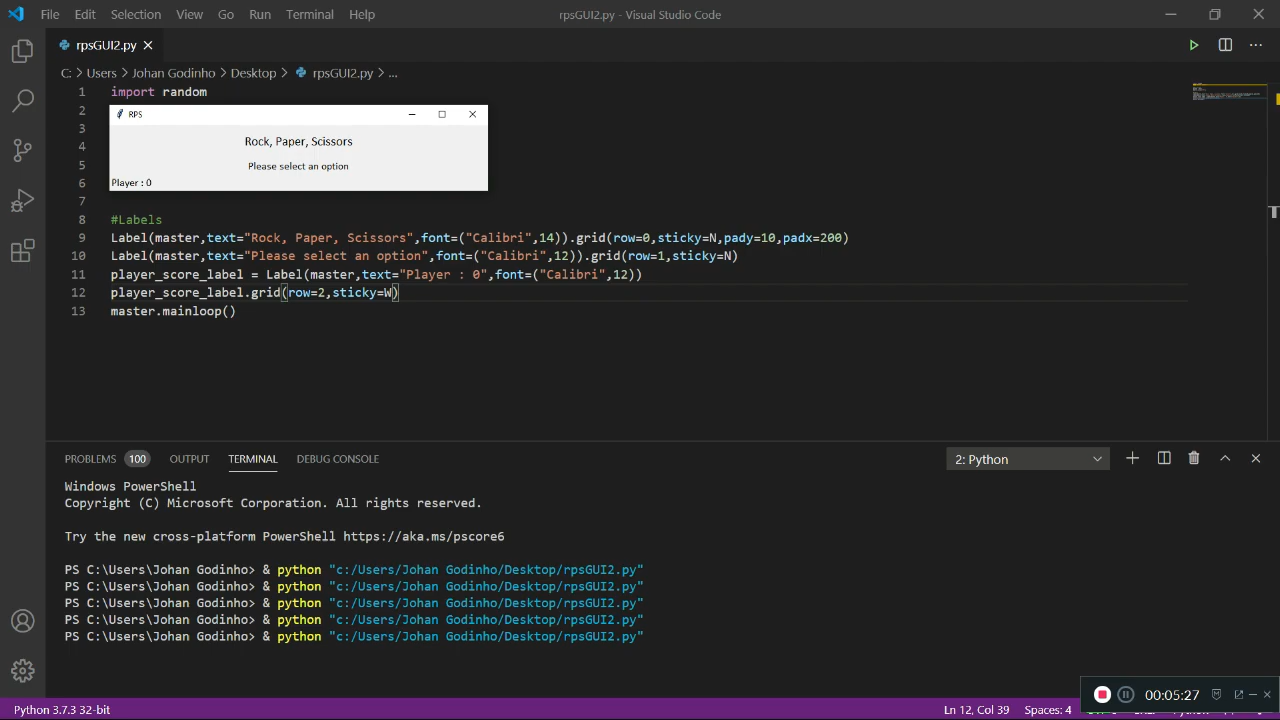 File Edit Selection View Go Run Terminal Help
rpsGUI2.py - Visual Studio Code
rpsGUI2.py
C: > Users > Johan Godinho > Desktop > rpsGUI2.py > ...
1 import random
2
3
4
5
6
7
RPS
Rock, Paper, Scissors
Please select an option
Player : 0
8 #Labels
9 Label(master,text="Rock, Paper, Scissors",font=("Calibri",14)).grid(row=0,sticky=N,pady=10,padx=200)
10 Label(master,text="Please select an option",font=("Calibri",12)).grid(row=1,sticky=N)
11 player_score_label = Label(master,text="Player : 0",font=("Calibri",12))
12 player_score_label.grid(row=2,sticky=W)
13 master.mainloop()
PROBLEMS 100 OUTPUT TERMINAL DEBUG CONSOLE
2: Python
Windows PowerShell
Copyright (C) Microsoft Corporation. All rights reserved.
Try the new cross-platform PowerShell https://aka.ms/pscore6
PS C:\Users\Johan Godinho> & python "c:/Users/Johan Godinho/Desktop/rpsGUI2.py"
PS C:\Users\Johan Godinho> & python "c:/Users/Johan Godinho/Desktop/rpsGUI2.py"
PS C:\Users\Johan Godinho> & python "c:/Users/Johan Godinho/Desktop/rpsGUI2.py"
PS C:\Users\Johan Godinho> & python "c:/Users/Johan Godinho/Desktop/rpsGUI2.py"
PS C:\Users\Johan Godinho> & python "c:/Users/Johan Godinho/Desktop/rpsGUI2.py"
00:05:27
Python 3.7.3 32-bit
Ln 12, Col 39 Spaces: 4